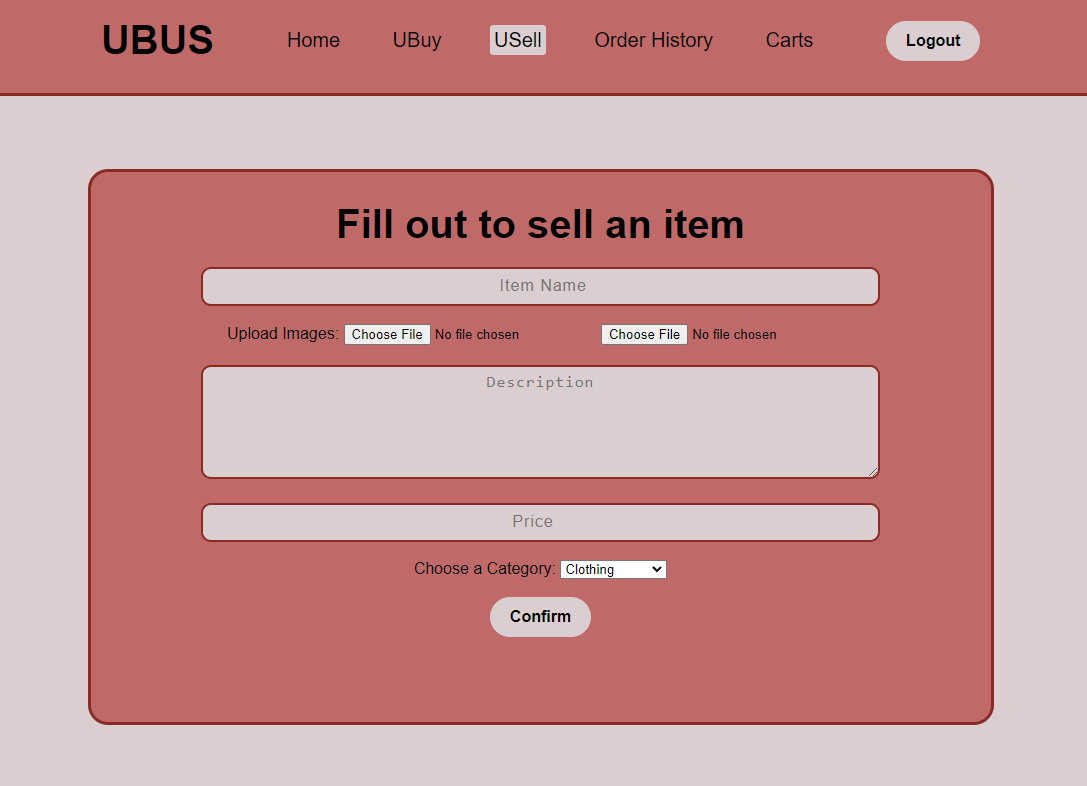 UBUS Home UBuy USell Order History Carts Logout
Fill out to sell an item
Item Name
Upload Images: Choose File No file chosen Choose File No file chosen
Description
Price
Choose a Category: Clothing
Confirm